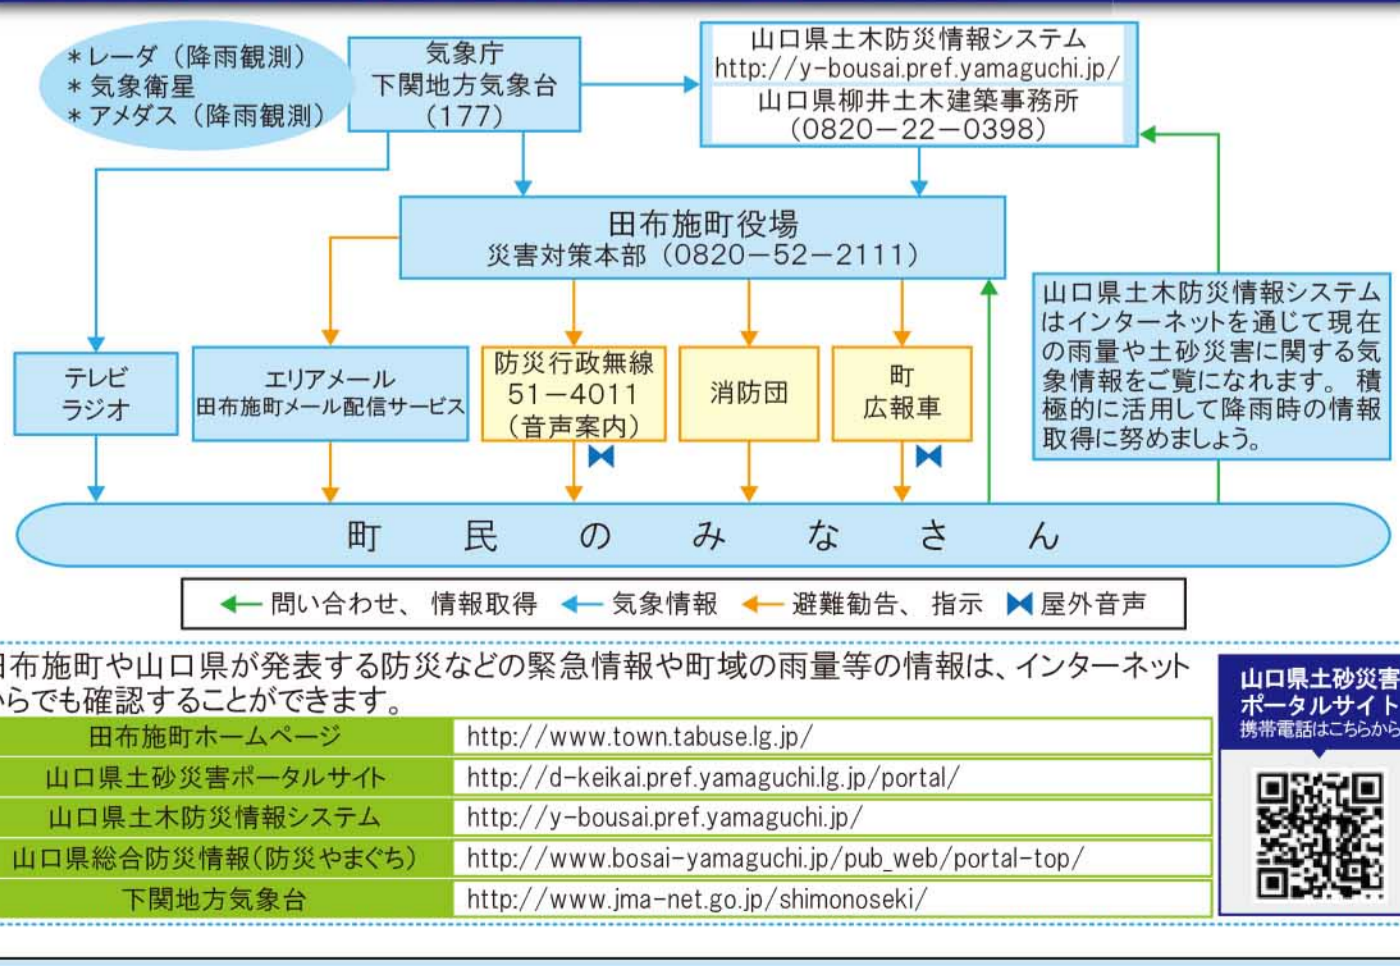 *レーダ（降雨観測）
*気象衛星
*アメダス（降雨観測）
気象庁
下関地方気象台
（177）
山口県土木防災情報システム
http://y-bousai.pref.yamaguchi.jp/
山口県柳井土木建築事務所
（0820－22－0398）
田布施町役場
災害対策本部（0820－52－2111）
山口県土木防災情報システム
はインターネットを通じて現在
の雨量や土砂災害に関する気
象情報をご覧になれます。積
極的に活用して降雨時の情報
取得に努めましょう。
テレビ
ラジオ
エリアメール
田布施町メール配信サービス
防災行政無線
51－4011
（音声案内）
消防団
町
広報車
町民のみなさん
問い合わせ、情報取得 気象情報 避難勧告、指示 屋外音声
田布施町や山口県が発表する防災などの緊急情報や町域の雨量等の情報は、インターネット
からでも確認することができます。
田布施町ホームページ http://www.town.tabuse.lg.jp/
山口県土砂災害ポータルサイト http://d-keikai.pref.yamaguchi.lg.jp/portal/
山口県土木防災情報システム http://y-bousai.pref.yamaguchi.jp/
山口県総合防災情報(防災やまぐち) http://www.bosai-yamaguchi.jp/pub_web/portal-top/
下関地方気象台 http://www.jma-net.go.jp/shimonoseki/
山口県土砂災害
ポータルサイト
携帯電話はこちらから